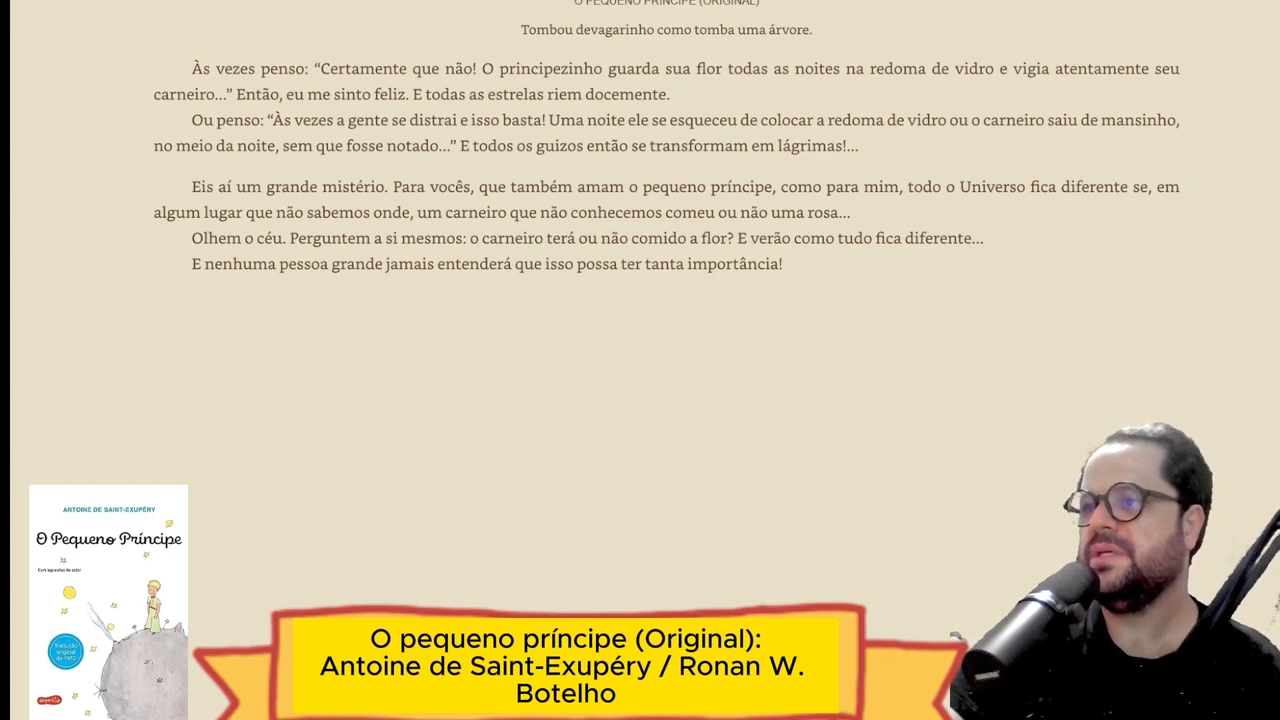 O PEQUENO PRÍNCIPE (ORIGINAL)
Tombou devagarinho como tomba uma árvore.
Às vezes penso: “Certamente que não! O principezinho guarda sua flor todas as noites na redoma de vidro e vigia atentamente seu
carneiro...” Então, eu me sinto feliz. E todas as estrelas riem docemente.
Ou penso: “Às vezes a gente se distrai e isso basta! Uma noite ele se esqueceu de colocar a redoma de vidro ou o carneiro saiu de mansinho,
no meio da noite, sem que fosse notado...” E todos os guizos então se transformam em lágrimas!...
Eis aí um grande mistério. Para vocês, que também amam o pequeno príncipe, como para mim, todo o Universo fica diferente se, em
algum lugar que não sabemos onde, um carneiro que não conhecemos comeu ou não uma rosa...
Olhem o céu. Perguntem a si mesmos: o carneiro terá ou não comido a flor? E verão como tudo fica diferente...
E nenhuma pessoa grande jamais entenderá que isso possa ter tanta importância!
ANTOINE DE SAINT-EXUPÉRY
O Pequeno Príncipe
Com aquarelas do autor
Tradução
original
de 1952
O pequeno príncipe (Original):
Antoine de Saint-Exupéry / Ronan W.
Botelho